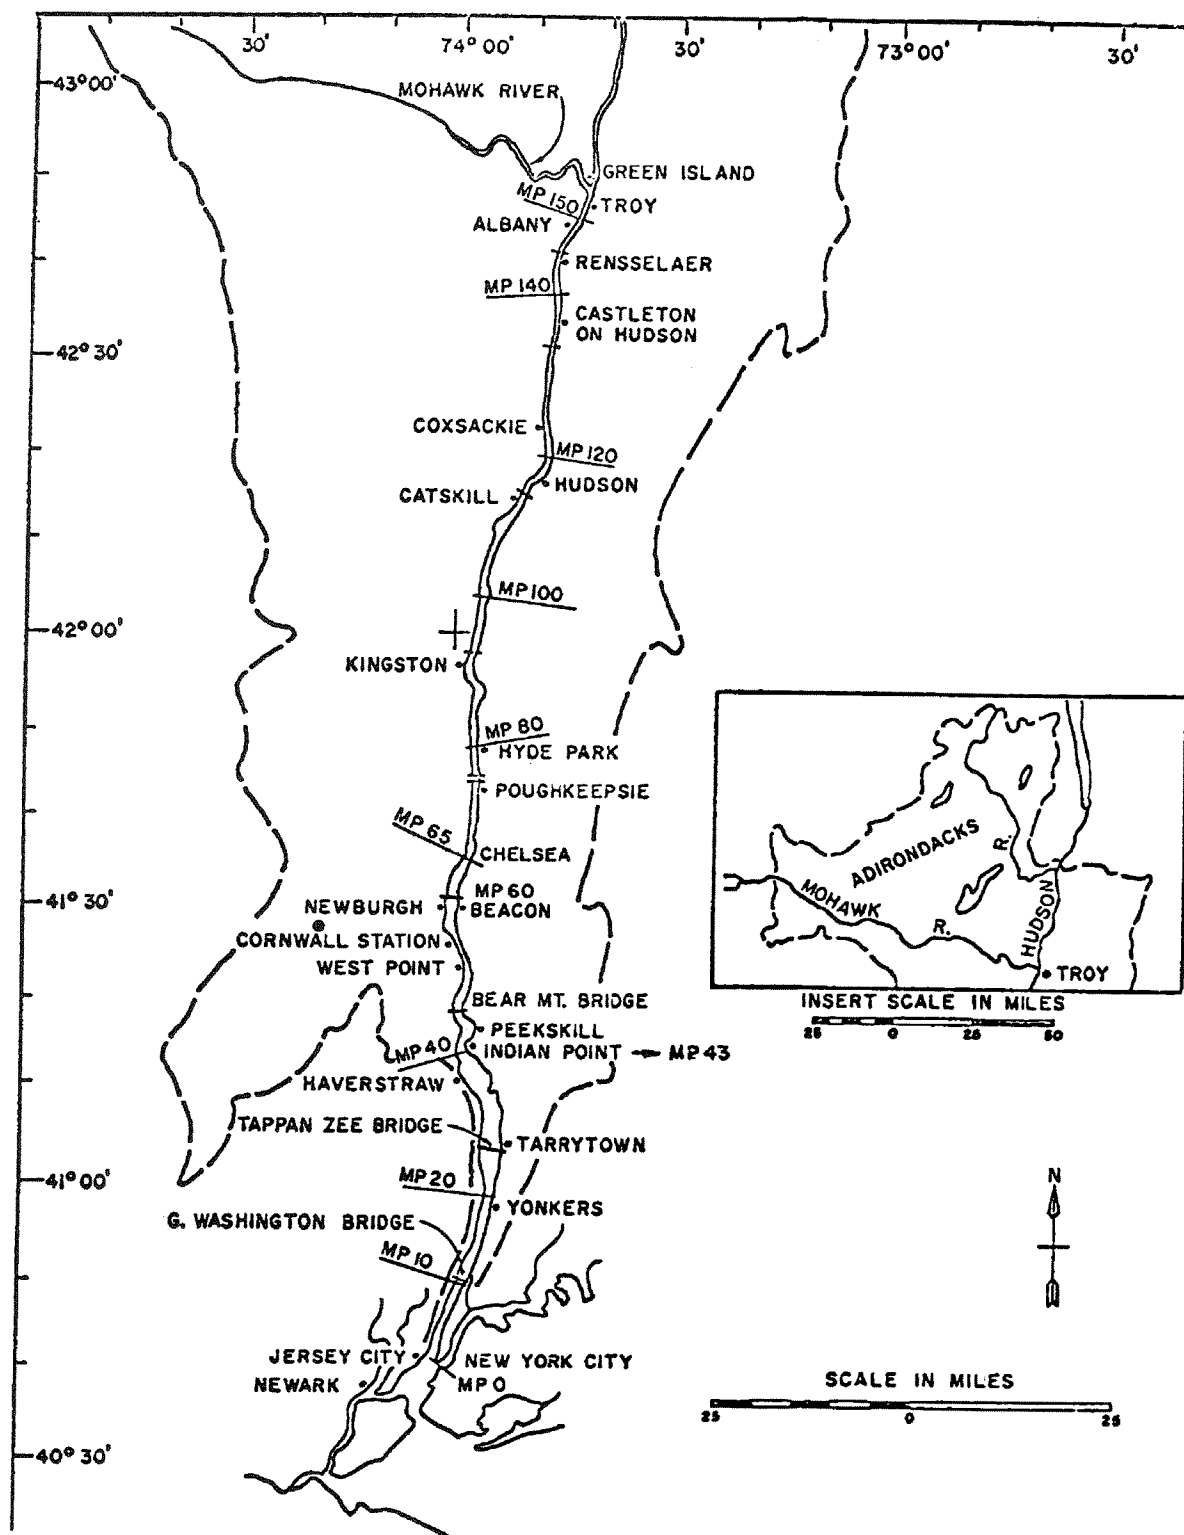 30'
74°00'
30'
73°00'
30'
43°00'
MOHAWK RIVER
GREEN ISLAND
MP 150
TROY
ALBANY
RENSSELAER
MP 140
CASTLETON
ON HUDSON
42°30'
COXSACKIE
MP 120
HUDSON
CATSKILL
MP 100
42°00'
KINGSTON
MP 80
HYDE PARK
POUGHKEEPSIE
MP 65
CHELSEA
MP 60
41°30'
NEWBURGH
BEACON
CORNWALL STATION
WEST POINT
BEAR MT. BRIDGE
PEEKSKILL
MP 40
INDIAN POINT
MP 43
HAVERSTRAW
TAPPAN ZEE BRIDGE
TARRYTOWN
41°00'
MP 20
YONKERS
G. WASHINGTON BRIDGE
MP 10
JERSEY CITY
NEW YORK CITY
NEWARK
MP 0
40°30'
ADIRONDACKS
R.
MOHAWK
R.
HUDSON
TROY
INSERT SCALE IN MILES
25 0 25 50
N
SCALE IN MILES
25 0 25